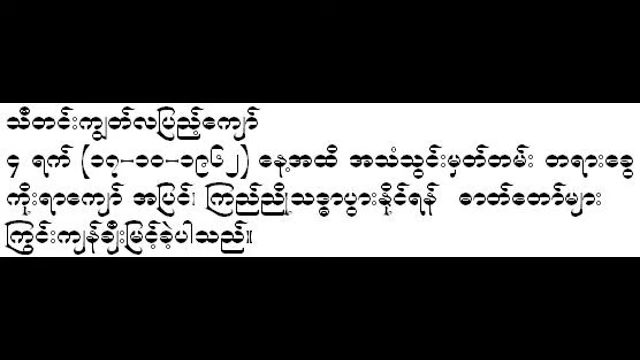 သီတင်းကျွတ်လပြည့်ကျော်
၄ ရက် (၁၇–၁၀–၁၉၆၂) နေ့အထိ အသံသွင်းမှတ်တမ်း တရားခွေ
ကိုးရာကျော် အပြင်၊ ကြည်ညိုသဒ္ဓာပွားနိုင်ရန် ဓာတ်တော်များ
ကြွင်းကျန်ချီးမြင့်ခဲ့ပါသည်။